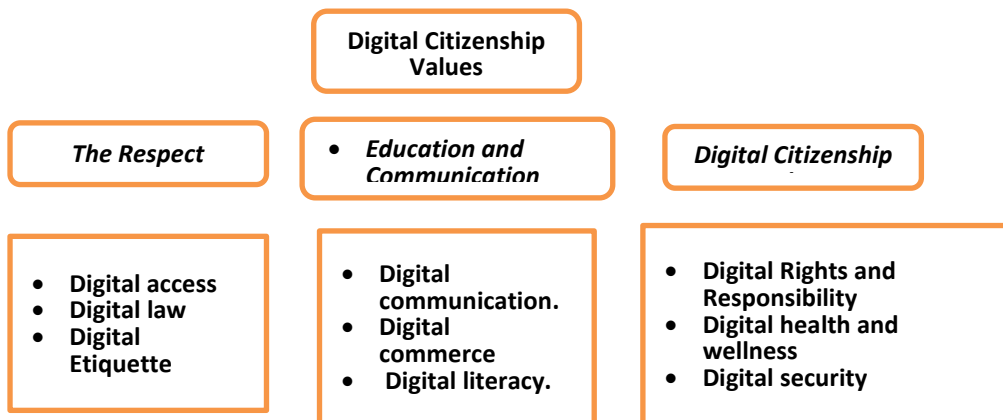 Digital Citizenship
Values
The Respect
• Education and
Communication
Digital Citizenship
• Digital access
• Digital law
• Digital
Etiquette
• Digital
communication.
• Digital
commerce
• Digital literacy.
• Digital Rights and
Responsibility
• Digital health and
wellness
• Digital security